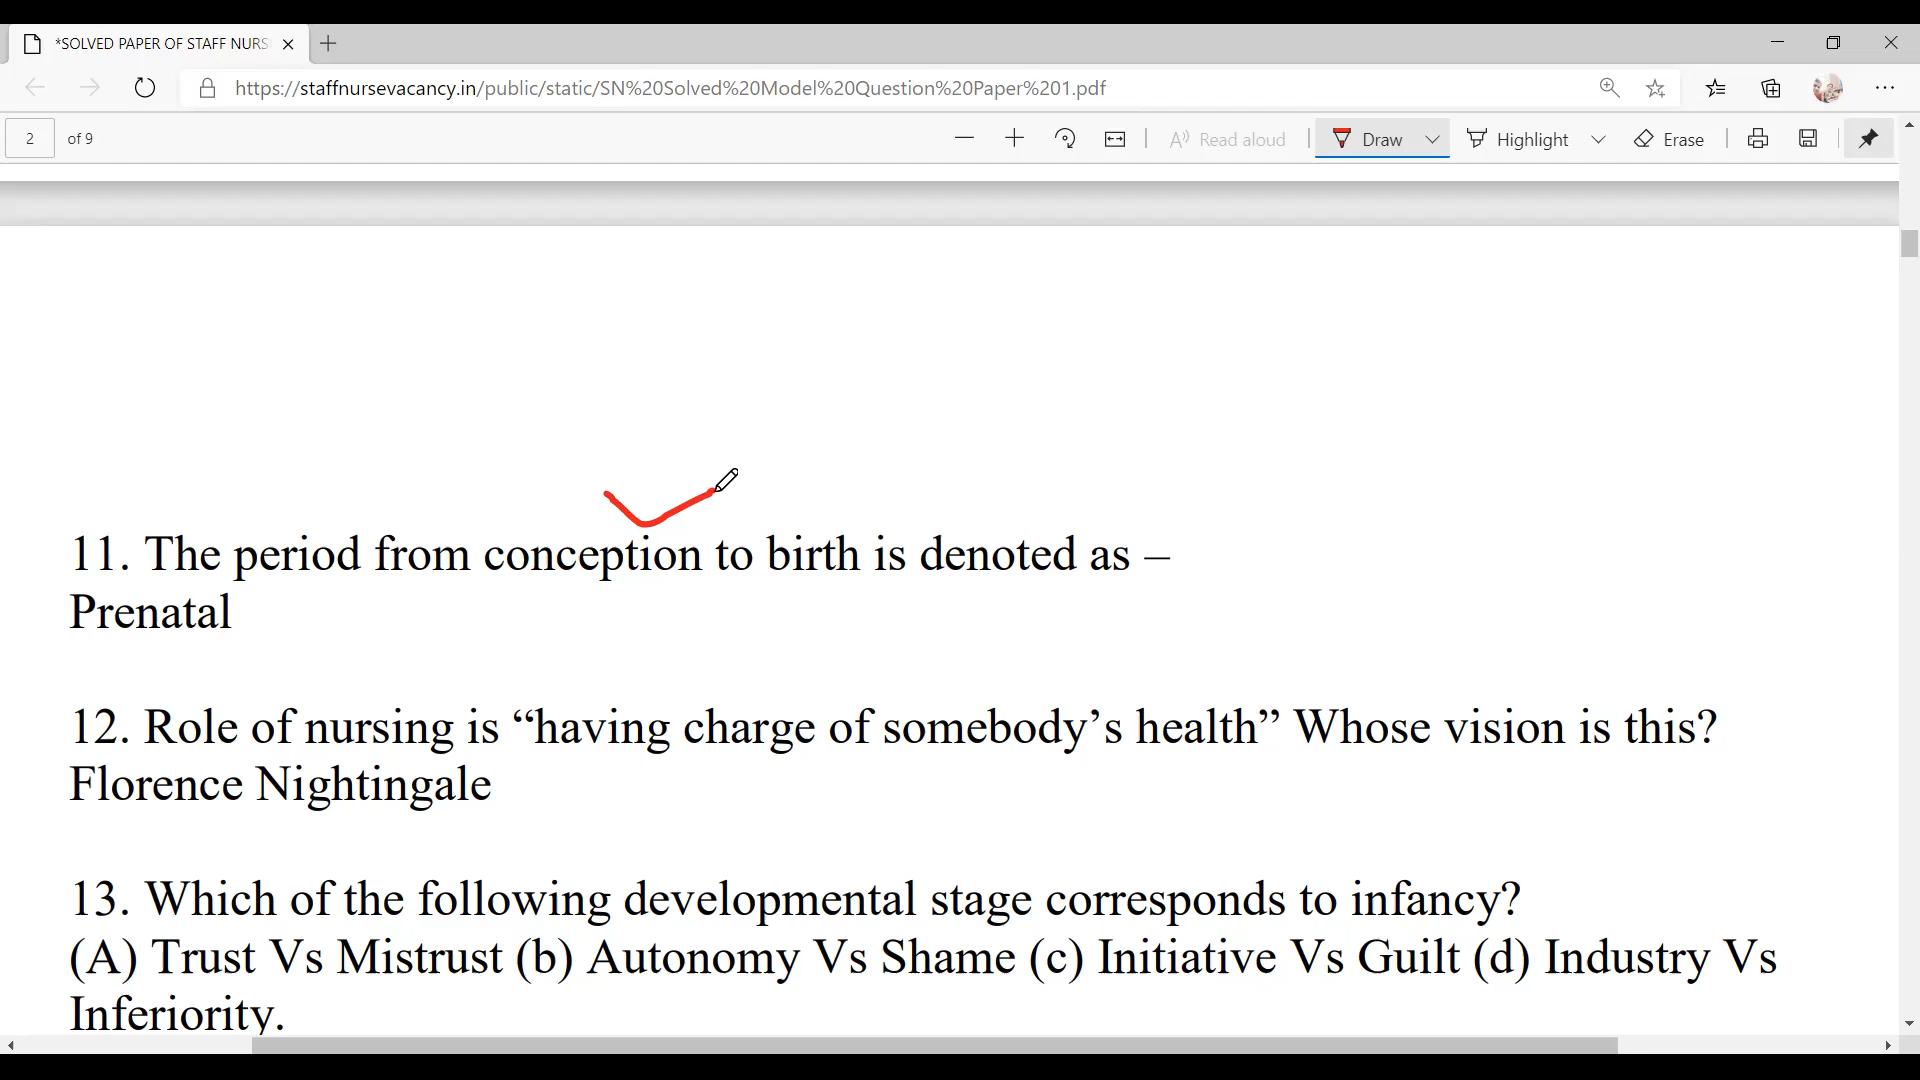 *SOLVED PAPER OF STAFF NURS
https://staffnursevacancy.in/public/static/SN%20Solved%20Model%20Question%20Paper%201.pdf
2 of 9 Read aloud Draw Highlight Erase
11. The period from conception to birth is denoted as –
Prenatal
12. Role of nursing is “having charge of somebody’s health” Whose vision is this?
Florence Nightingale
13. Which of the following developmental stage corresponds to infancy?
(A) Trust Vs Mistrust (b) Autonomy Vs Shame (c) Initiative Vs Guilt (d) Industry Vs
Inferiority.